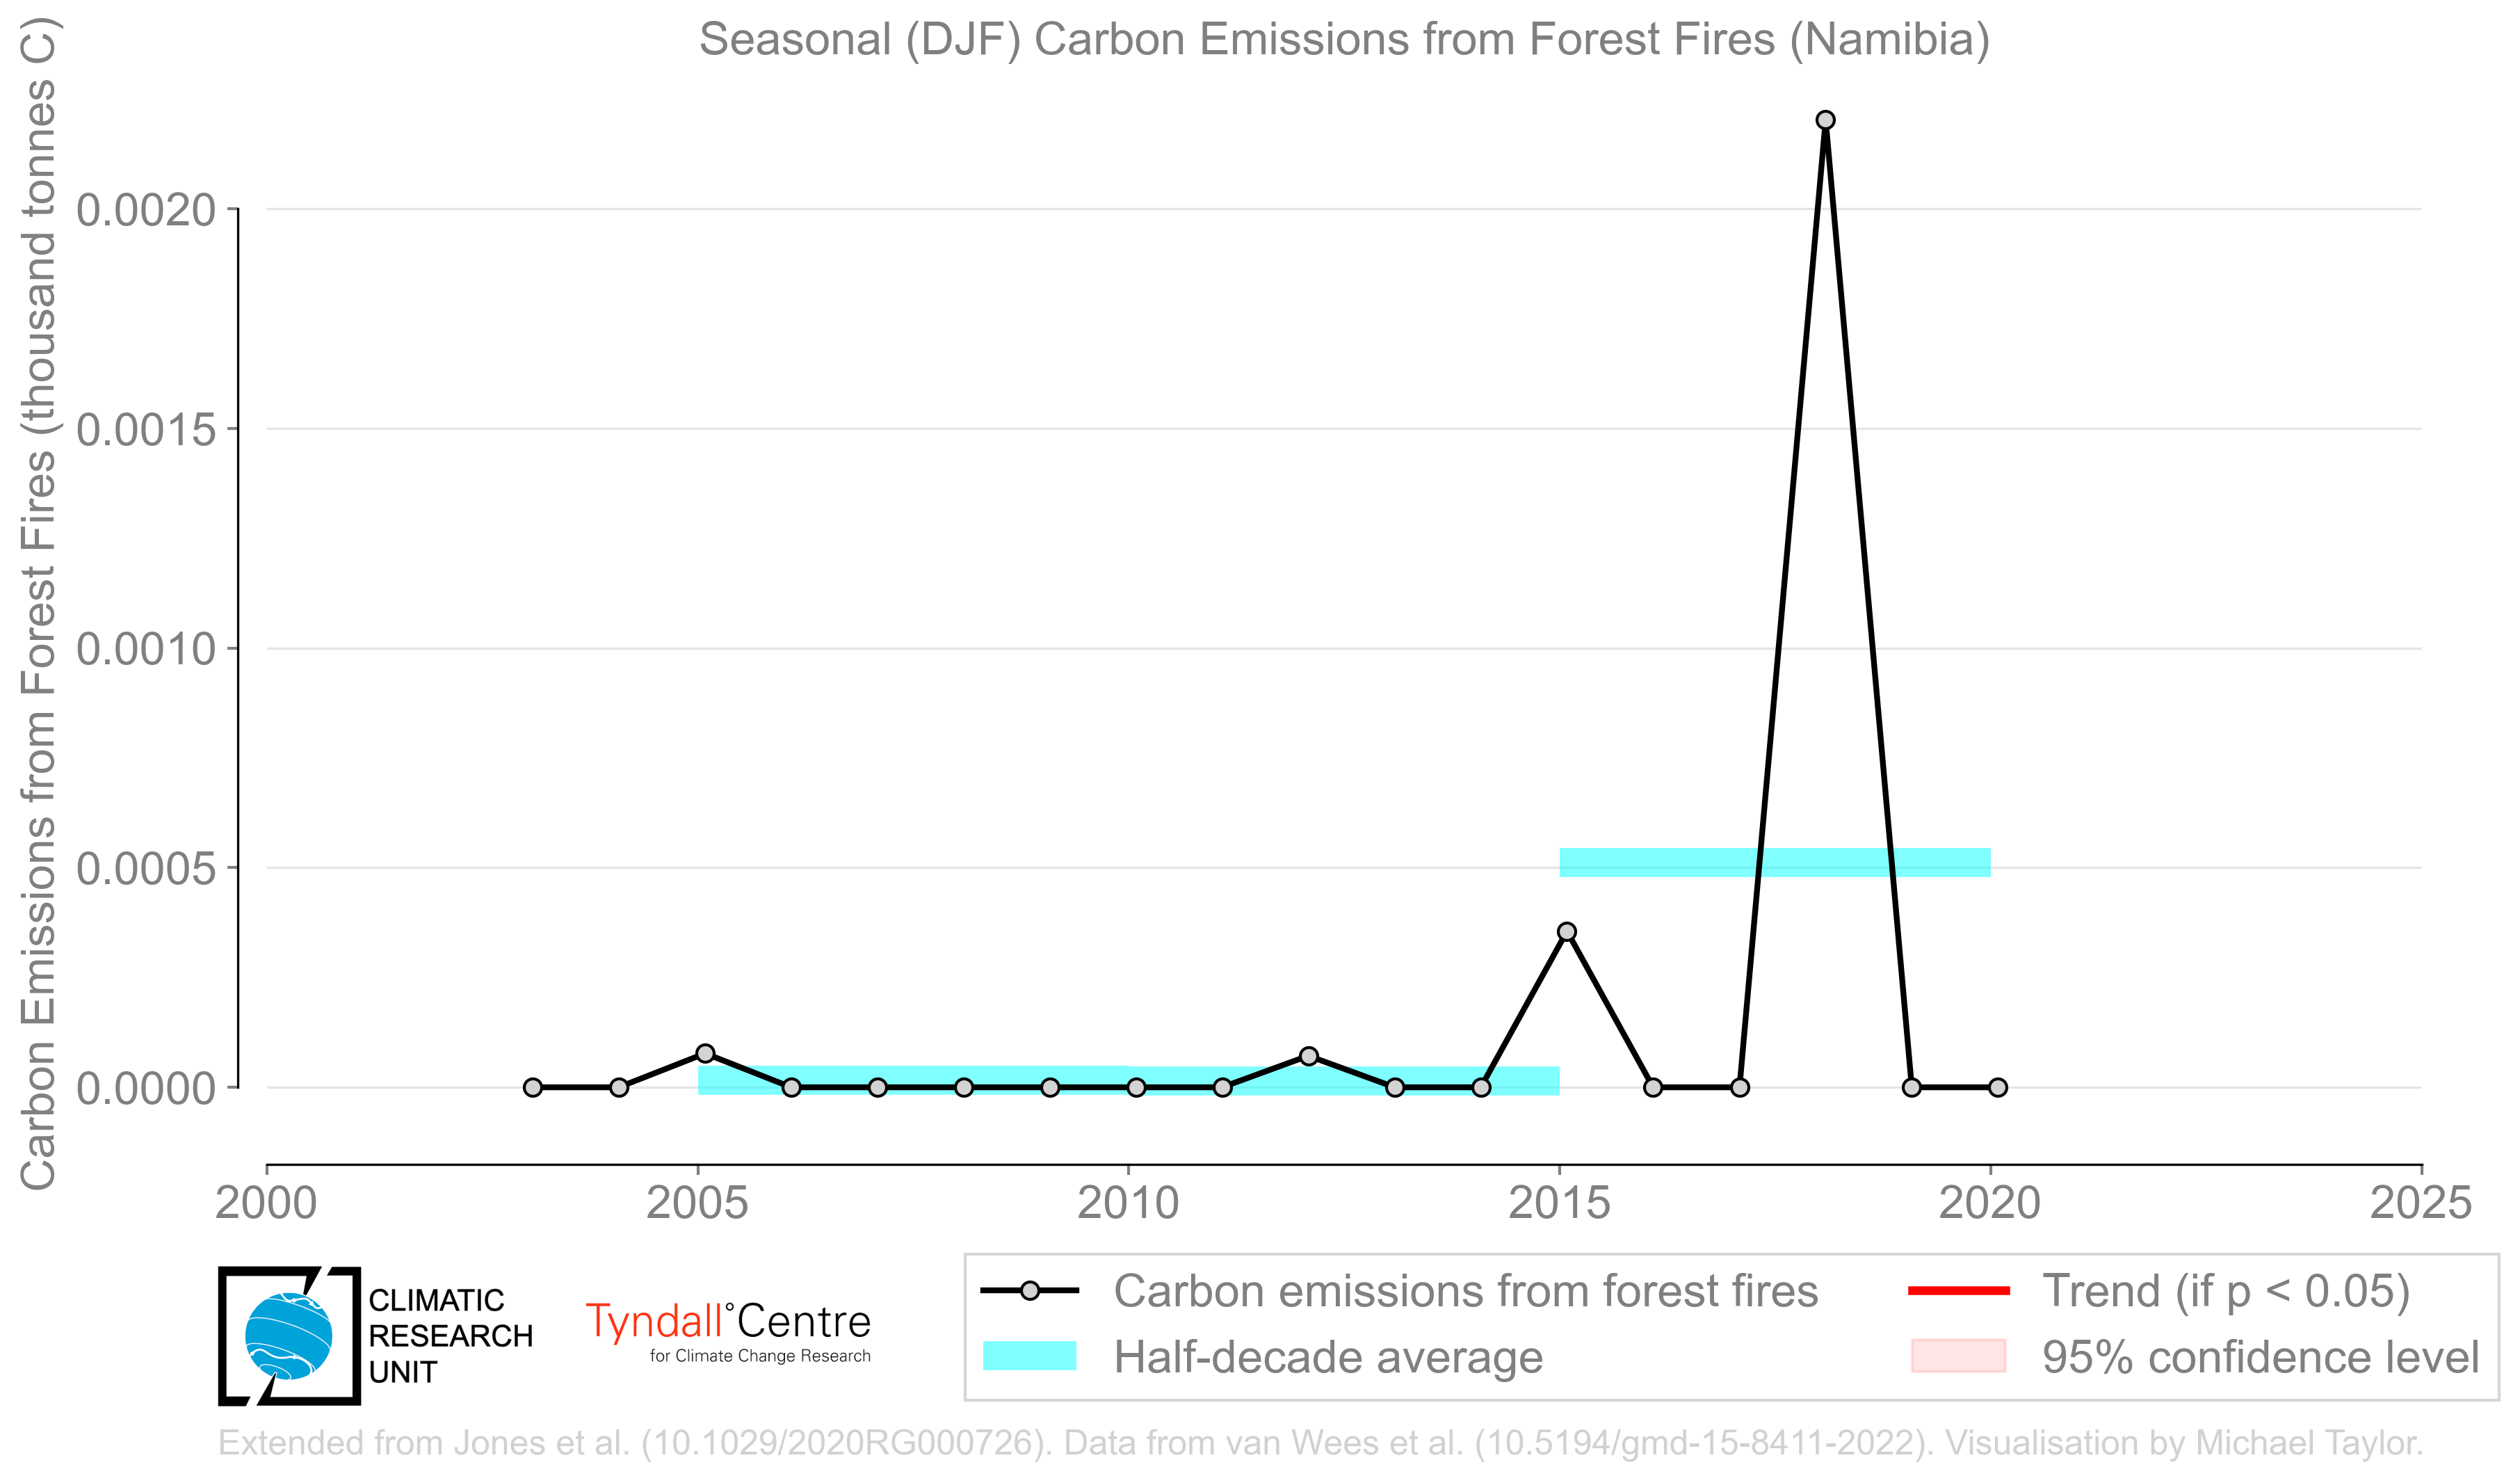 Seasonal (DJF) Carbon Emissions from Forest Fires (Namibia)
Carbon Emissions from Forest Fires (thousand tonnes C)
0.0020
0.0015
0.0010
0.0005
0.0000
2000
2005
2010
2015
2020
2025
CLIMATIC
RESEARCH
UNIT
Tyndall°Centre
for Climate Change Research
Carbon emissions from forest fires
Half-decade average
Trend (if p < 0.05)
95% confidence level
Extended from Jones et al. (10.1029/2020RG000726). Data from van Wees et al. (10.5194/gmd-15-8411-2022). Visualisation by Michael Taylor.